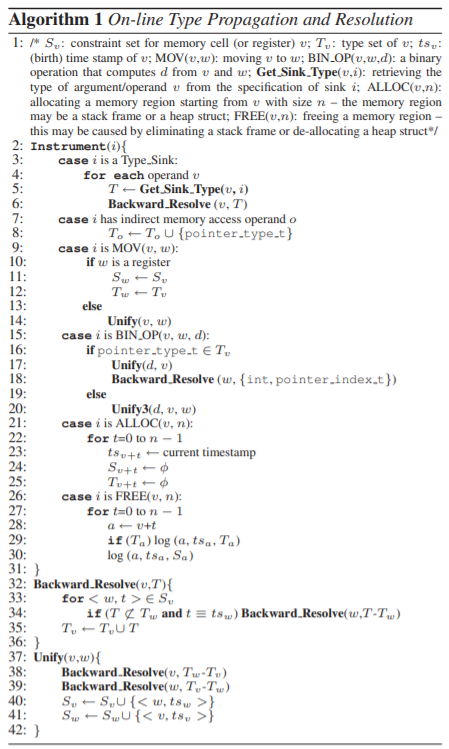 Algorithm 1 On-line Type Propagation and Resolution
1: /* Sᵥ: constraint set for memory cell (or register) v; Tᵥ: type set of v; tsᵥ:
(birth) time stamp of v; MOV(v,w): moving v to w; BIN_OP(v,w,d): a binary
operation that computes d from v and w; Get_Sink_Type(v,i): retrieving the
type of argument/operand v from the specification of sink i; ALLOC(v,n):
allocating a memory region starting from v with size n – the memory region
may be a stack frame or a heap struct; FREE(v,n): freeing a memory region –
this may be caused by eliminating a stack frame or de-allocating a heap struct*/
2: Instrument(i){
3: case i is a Type_Sink:
4: for each operand v
5: T ← Get_Sink_Type(v, i)
6: Backward_Resolve (v, T)
7: case i has indirect memory access operand o
8: T_o ← T_o ∪ {pointer_type_t}
9: case i is MOV(v, w):
10: if w is a register
11: S_w ← S_v
12: T_w ← T_v
13: else
14: Unify(v, w)
15: case i is BIN_OP(v, w, d):
16: if pointer_type_t ∈ T_v
17: Unify(d, v)
18: Backward_Resolve (w, {int, pointer_index_t})
19: else
20: Unify3(d, v, w)
21: case i is ALLOC(v, n):
22: for t=0 to n − 1
23: ts_{v+t} ← current timestamp
24: S_{v+t} ← ϕ
25: T_{v+t} ← ϕ
26: case i is FREE(v, n):
27: for t=0 to n − 1
28: a ← v+t
29: if (T_a) log (a, ts_a, T_a)
30: log (a, ts_a, S_a)
31: }
32: Backward_Resolve(v,T){
33: for < w, t > ∈ S_v
34: if (T ⊄ T_w and t ≡ ts_w) Backward_Resolve(w,T-T_w)
35: T_v ← T_v ∪ T
36: }
37: Unify(v,w){
38: Backward_Resolve(v, T_w-T_v)
39: Backward_Resolve(w, T_v-T_w)
40: S_v ← S_v ∪ {< w, ts_w >}
41: S_w ← S_w ∪ {< v, ts_v >}
42: }